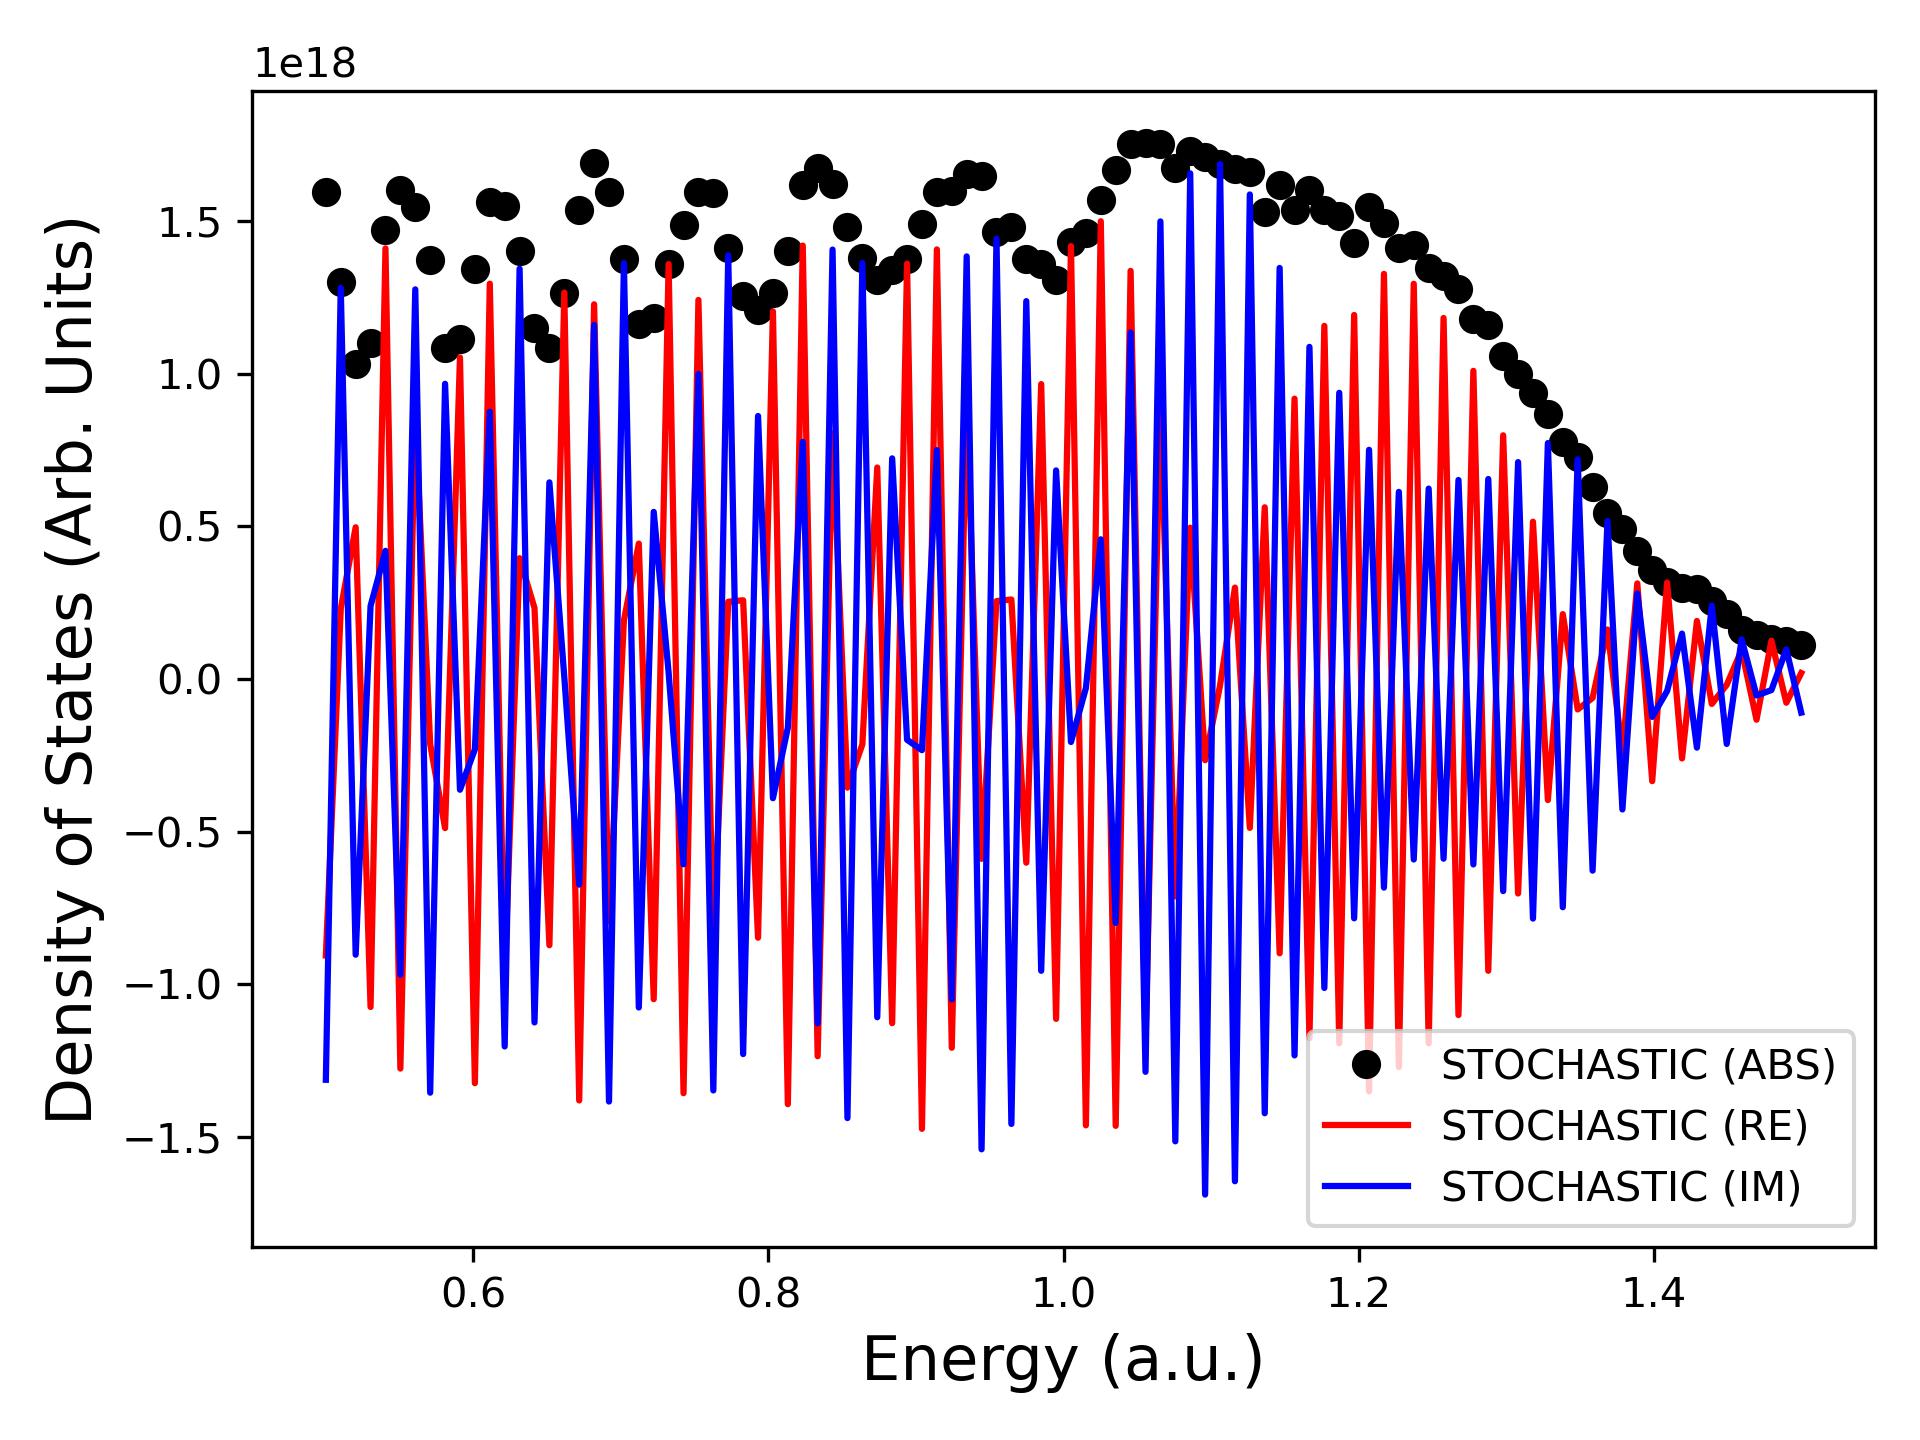 1e18
Density of States (Arb. Units)
1.5
1.0
0.5
0.0
−0.5
−1.0
−1.5
STOCHASTIC (ABS)
STOCHASTIC (RE)
STOCHASTIC (IM)
0.6 0.8 1.0 1.2 1.4
Energy (a.u.)